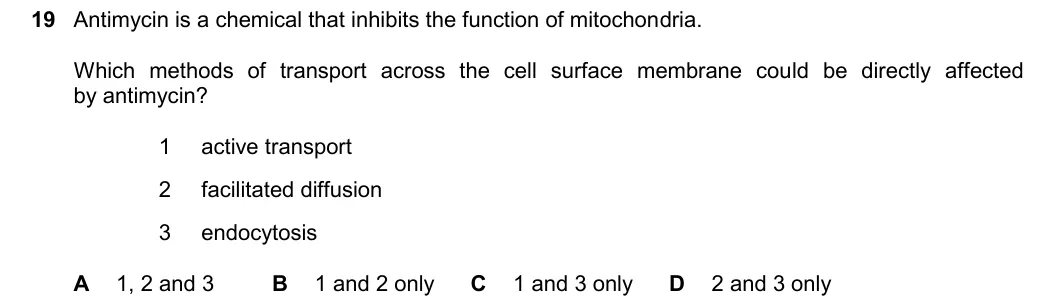 19 Antimycin is a chemical that inhibits the function of mitochondria.
Which methods of transport across the cell surface membrane could be directly affected
by antimycin?
1 active transport
2 facilitated diffusion
3 endocytosis
A 1, 2 and 3 B 1 and 2 only C 1 and 3 only D 2 and 3 only